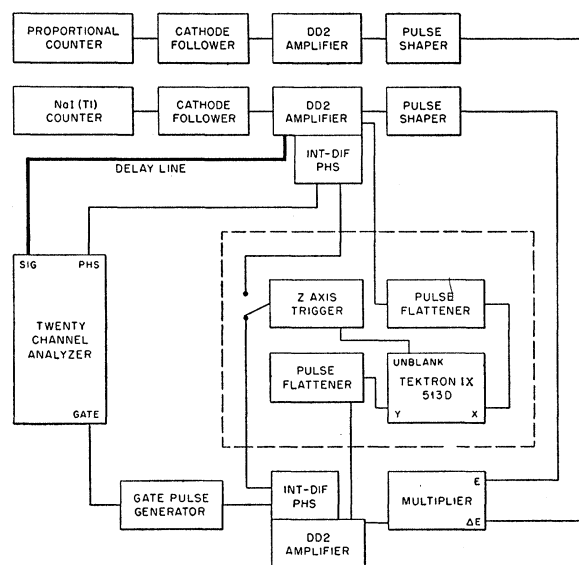 PROPORTIONAL
COUNTER
CATHODE
FOLLOWER
DD2
AMPLIFIER
PULSE
SHAPER
NaI (Tl)
COUNTER
CATHODE
FOLLOWER
DD2
AMPLIFIER
PULSE
SHAPER
INT-DIF
PHS
DELAY LINE
SIG PHS
TWENTY
CHANNEL
ANALYZER
GATE
Z AXIS
TRIGGER
PULSE
FLATTENER
PULSE
FLATTENER
UNBLANK
TEKTRONIX
513D
Y X
GATE PULSE
GENERATOR
INT-DIF
PHS
DD2
AMPLIFIER
E
MULTIPLIER
ΔE